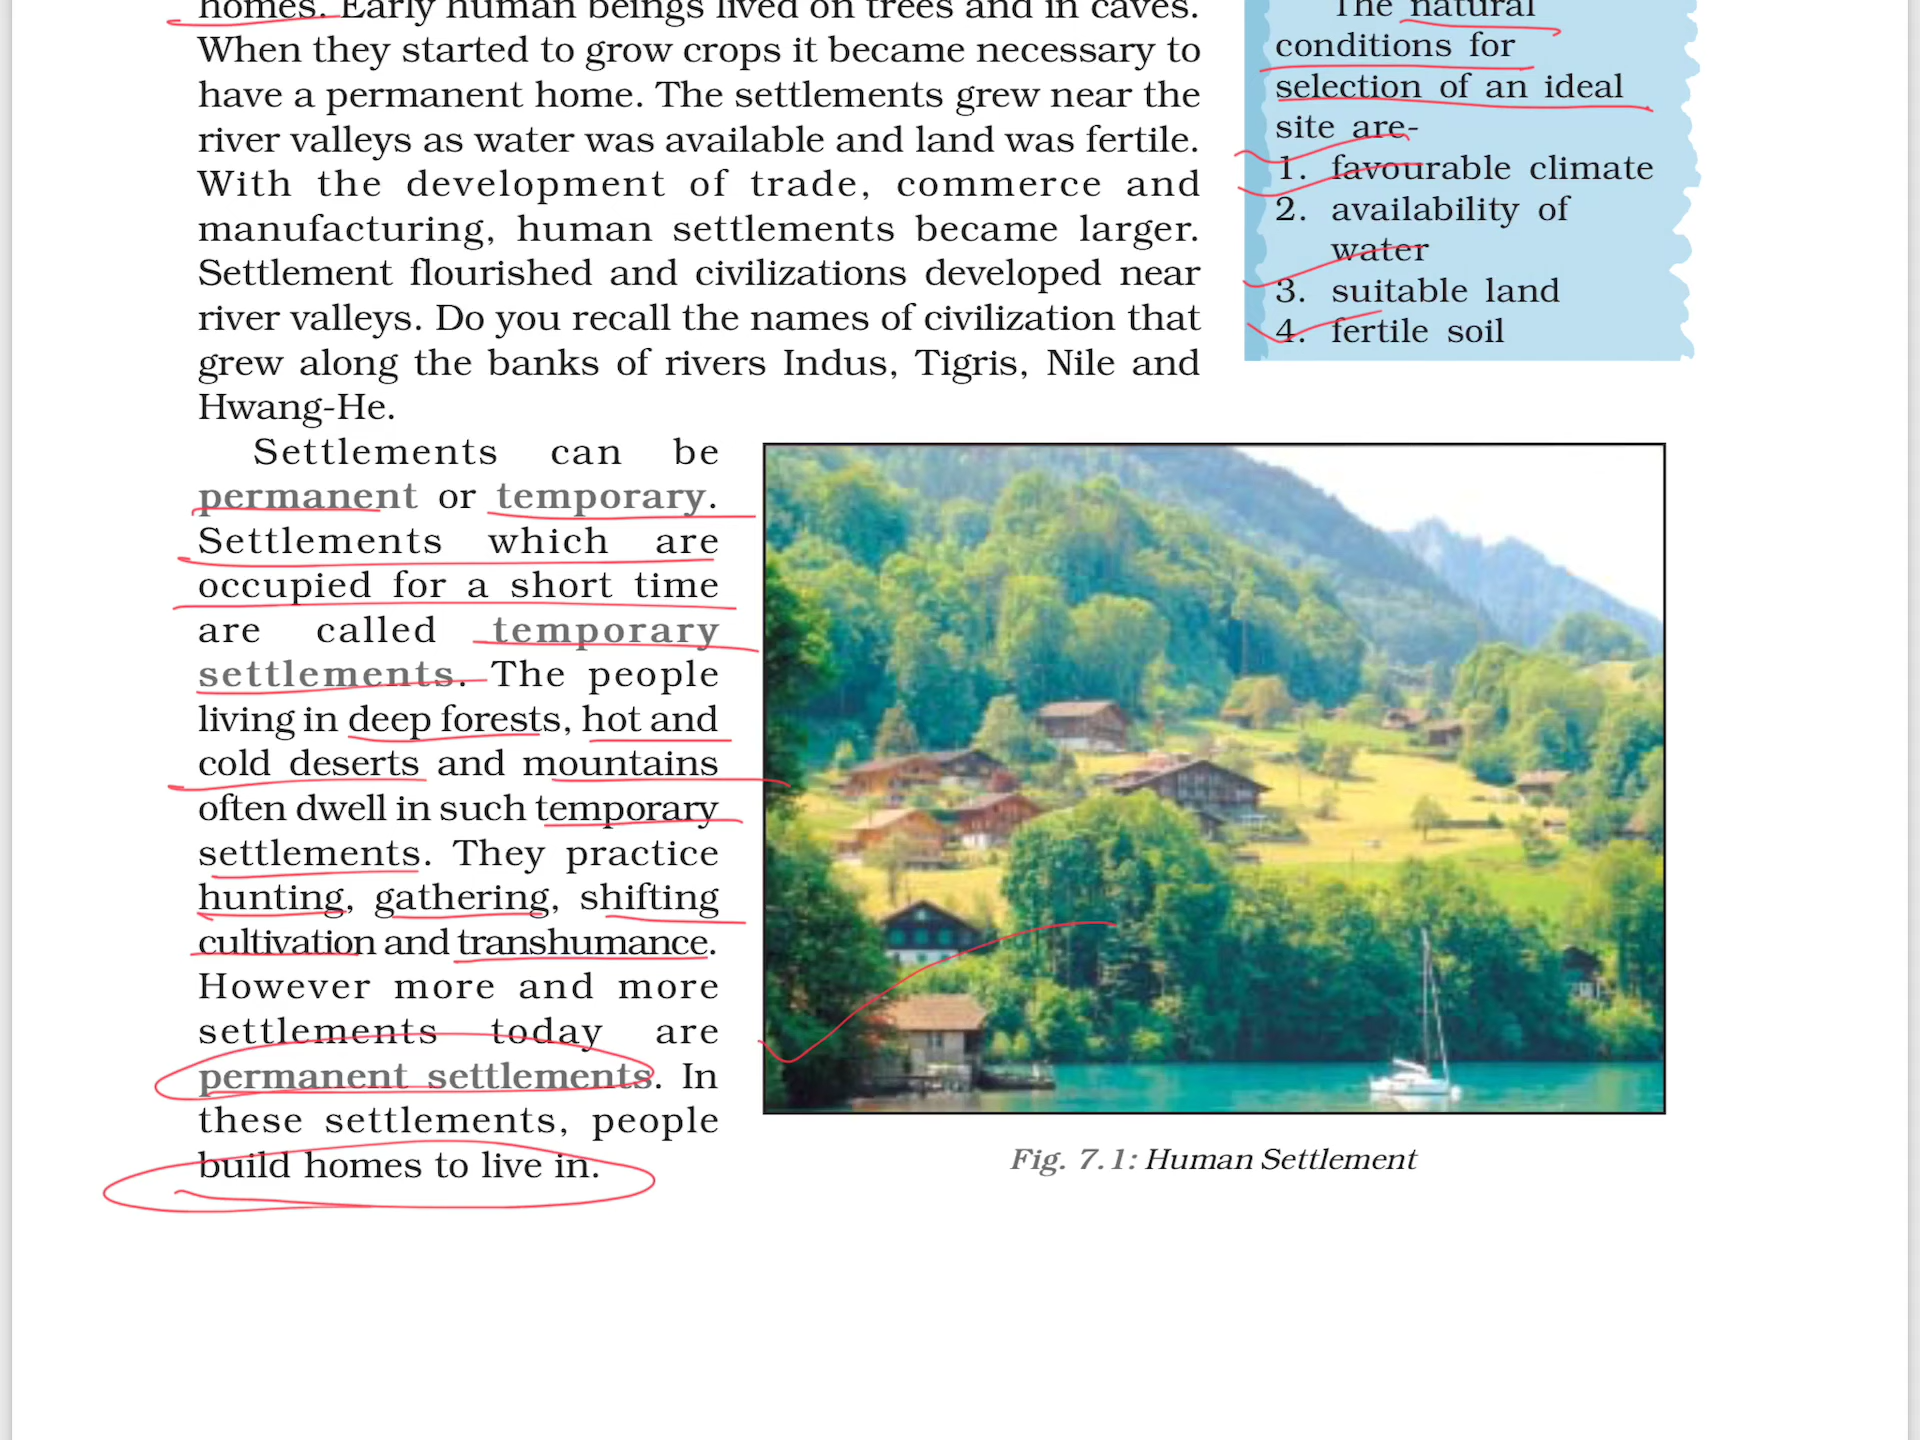 homes. Early human beings lived on trees and in caves.
When they started to grow crops it became necessary to
have a permanent home. The settlements grew near the
river valleys as water was available and land was fertile.
With the development of trade, commerce and
manufacturing, human settlements became larger.
Settlement flourished and civilizations developed near
river valleys. Do you recall the names of civilization that
grew along the banks of rivers Indus, Tigris, Nile and
Hwang-He.
Settlements can be
permanent or temporary.
Settlements which are
occupied for a short time
are called temporary
settlements. The people
living in deep forests, hot and
cold deserts and mountains
often dwell in such temporary
settlements. They practice
hunting, gathering, shifting
cultivation and transhumance.
However more and more
settlements today are
permanent settlements. In
these settlements, people
build homes to live in.
The natural
conditions for
selection of an ideal
site are-
1. favourable climate
2. availability of
water
3. suitable land
4. fertile soil
Fig. 7.1: Human Settlement